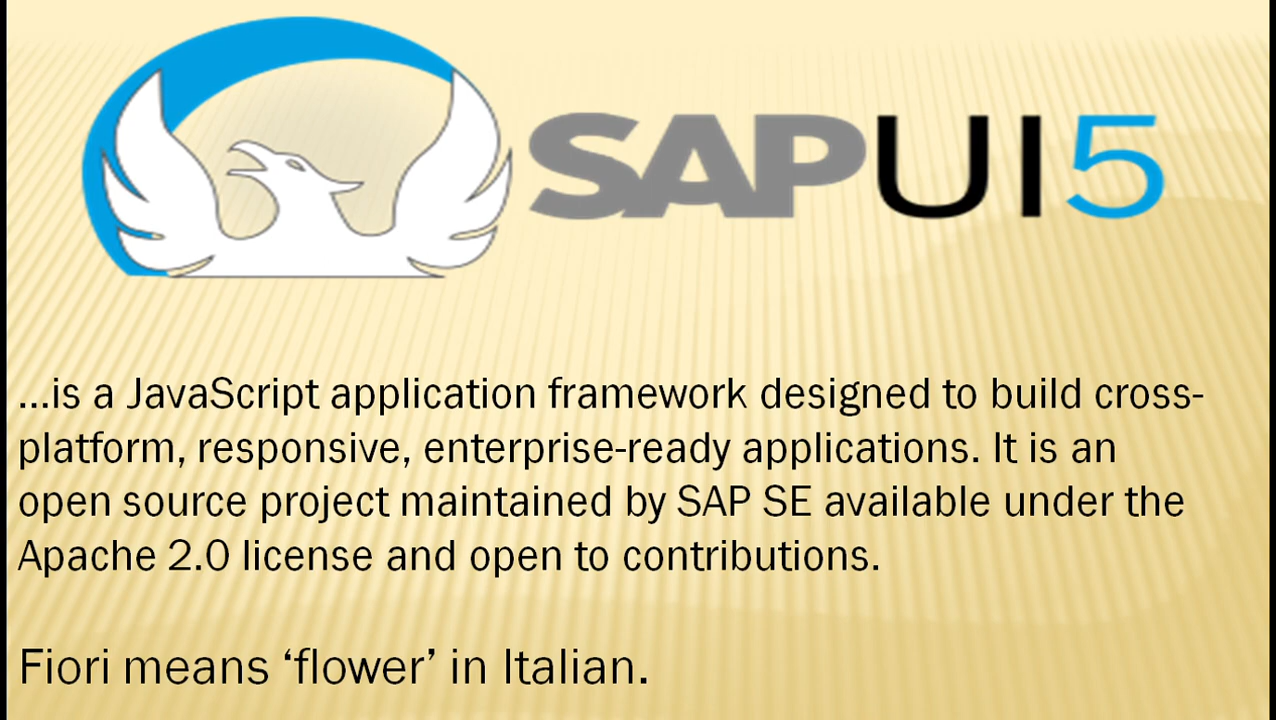 SAPUI5
...is a JavaScript application framework designed to build cross-
platform, responsive, enterprise-ready applications. It is an
open source project maintained by SAP SE available under the
Apache 2.0 license and open to contributions.
Fiori means ‘flower’ in Italian.